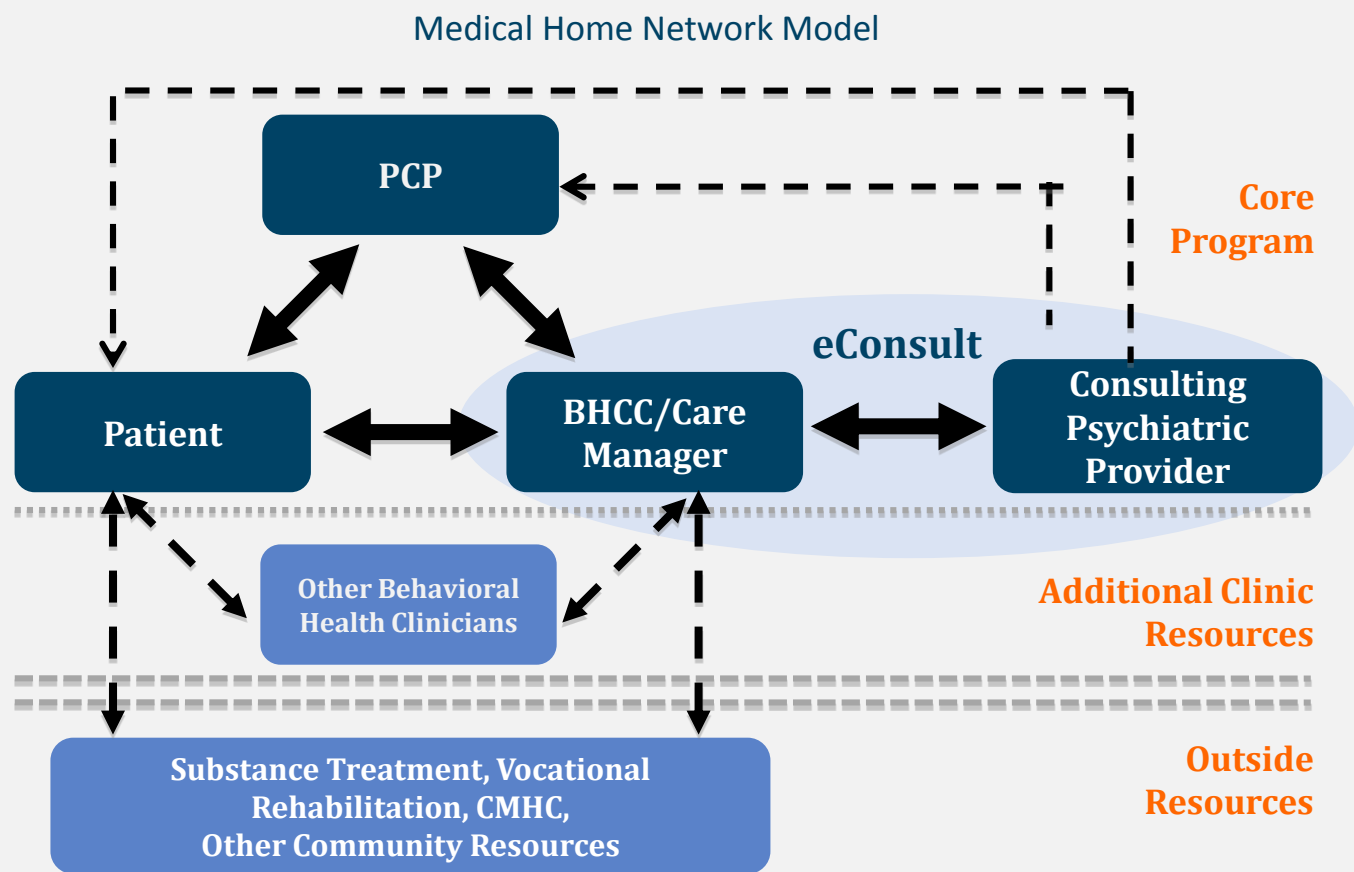 Medical Home Network Model
PCP
Core
Program
eConsult
Patient
BHCC/Care
Manager
Consulting
Psychiatric
Provider
Other Behavioral
Health Clinicians
Additional Clinic
Resources
Substance Treatment, Vocational
Rehabilitation, CMHC,
Other Community Resources
Outside
Resources